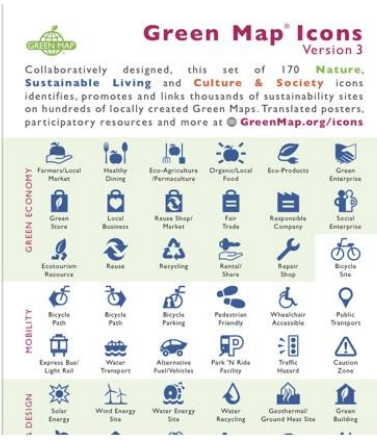 GREEN MAP
Green Map® Icons
Version 3
Collaboratively designed, this set of 170 Nature,
Sustainable Living and Culture & Society icons
identifies, promotes and links thousands of sustainability sites
on hundreds of locally created Green Maps. Translated posters,
participatory resources and more at GreenMap.org/icons
GREEN ECONOMY
Farmers/Local Market
Healthy Dining
Eco-Agriculture /Permaculture
Organic/Local Food
Eco-Products
Green Enterprise
Green Store
Local Business
Reuse Shop/ Market
Fair Trade
Responsible Company
Social Enterprise
Ecotourism Resource
Reuse
Recycling
Rental/ Share
Repair Shop
Bicycle Site
MOBILITY
Bicycle Path
Bicycle Path
Bicycle Parking
Pedestrian Friendly
Wheelchair Accessible
Public Transport
Express Bus/ Light Rail
Water Transport
Alternative Fuel/Vehicles
P
Park 'N Ride Facility
Traffic Hazard
Caution Zone
& DESIGN
Solar Energy
Wind Energy Site
Water Energy Site
Water Recycling
Geothermal/ Ground Heat Site
Green Building